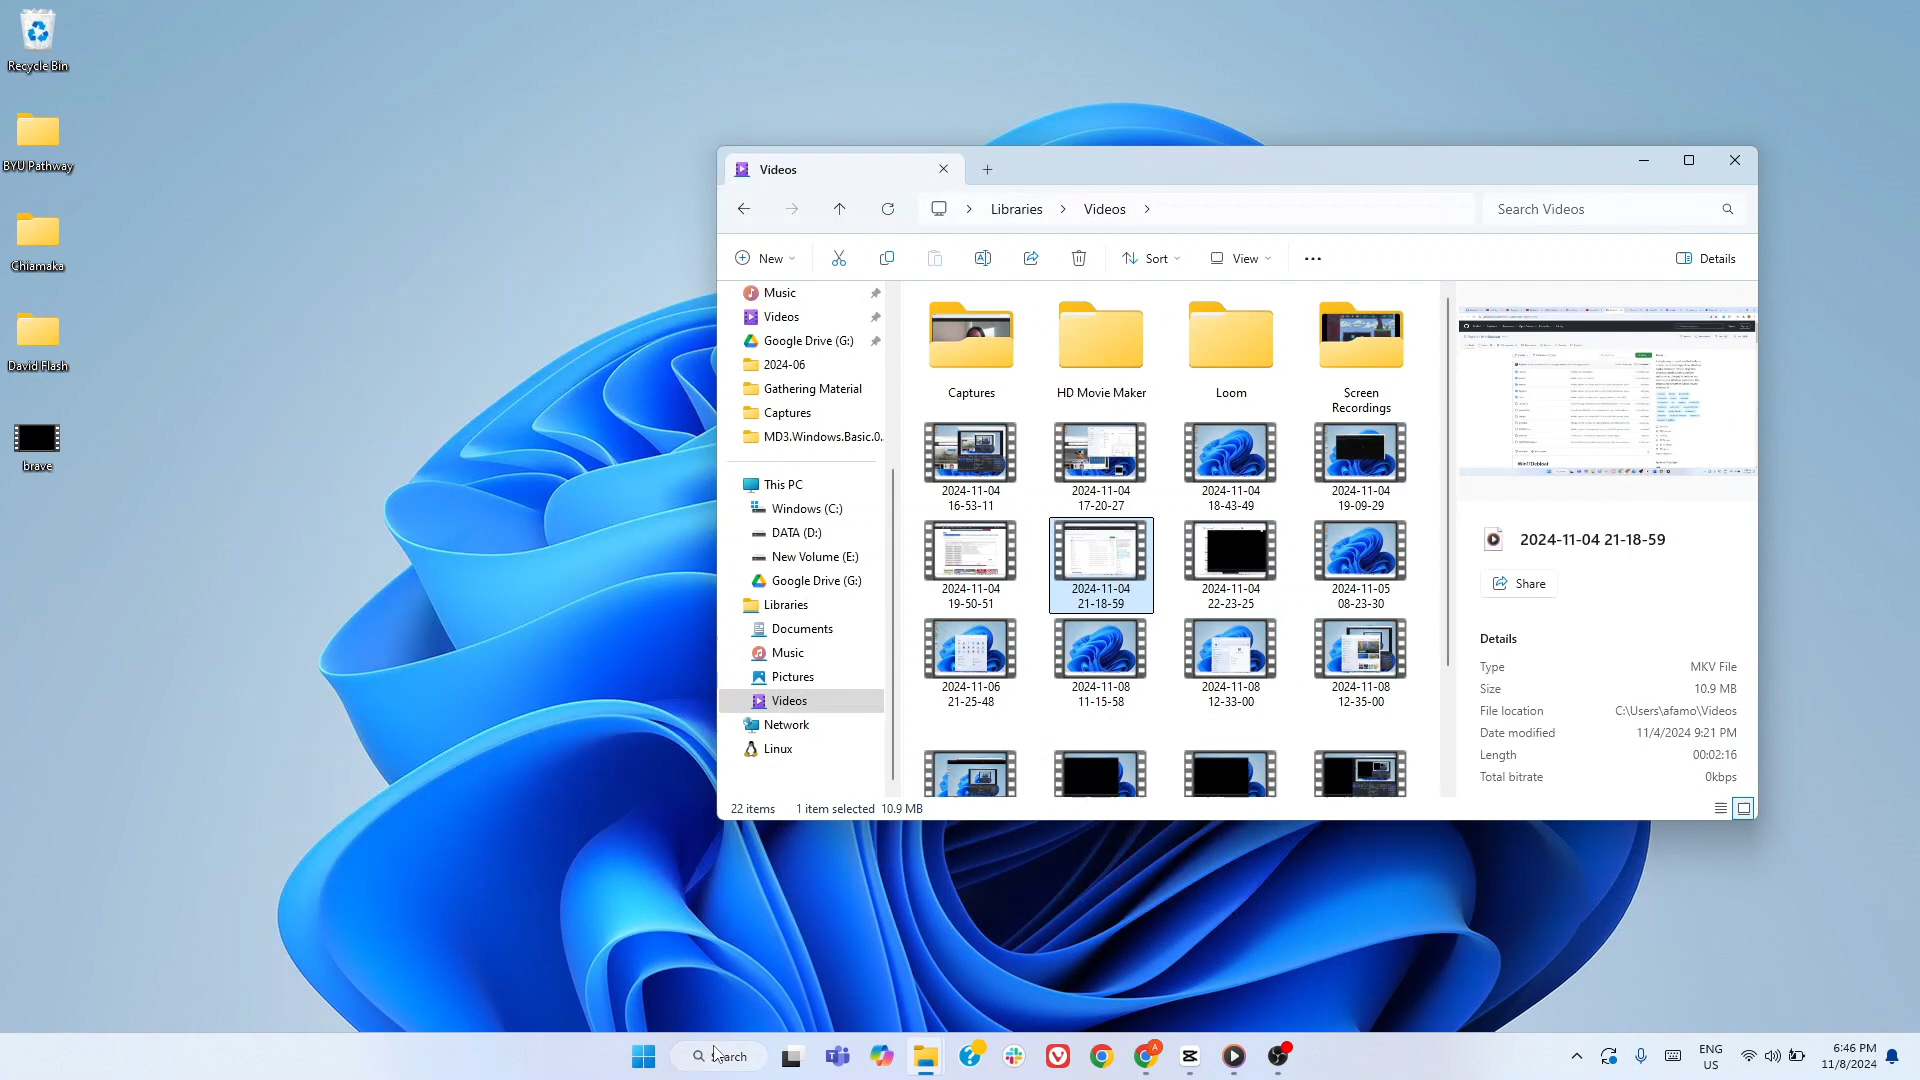 Recycle Bin
BYU Pathway
Chiamaka
David Flash
brave
Videos
Libraries
Videos
Search Videos
New
Sort
View
Details
Music
Videos
Google Drive (G:)
2024-06
Gathering Material
Captures
MD3.Windows.Basic.0..
This PC
Windows (C:)
DATA (D:)
New Volume (E:)
Google Drive (G:)
Libraries
Documents
Music
Pictures
Videos
Network
Linux
Captures
HD Movie Maker
Loom
Screen
Recordings
2024-11-04
16-53-11
2024-11-04
17-20-27
2024-11-04
18-43-49
2024-11-04
19-09-29
2024-11-04
19-50-51
2024-11-04
21-18-59
2024-11-04
22-23-25
2024-11-05
08-23-30
2024-11-06
21-25-48
2024-11-08
11-15-58
2024-11-08
12-33-00
2024-11-08
12-35-00
2024-11-04 21-18-59
Share
Details
Type MKV File
Size 10.9 MB
File location C:\Users\afamo\Videos
Date modified 11/4/2024 9:21 PM
Length 00:02:16
Total bitrate 0kbps
22 items 1 item selected 10.9 MB
Search
ENG
US
6:46 PM
11/8/2024